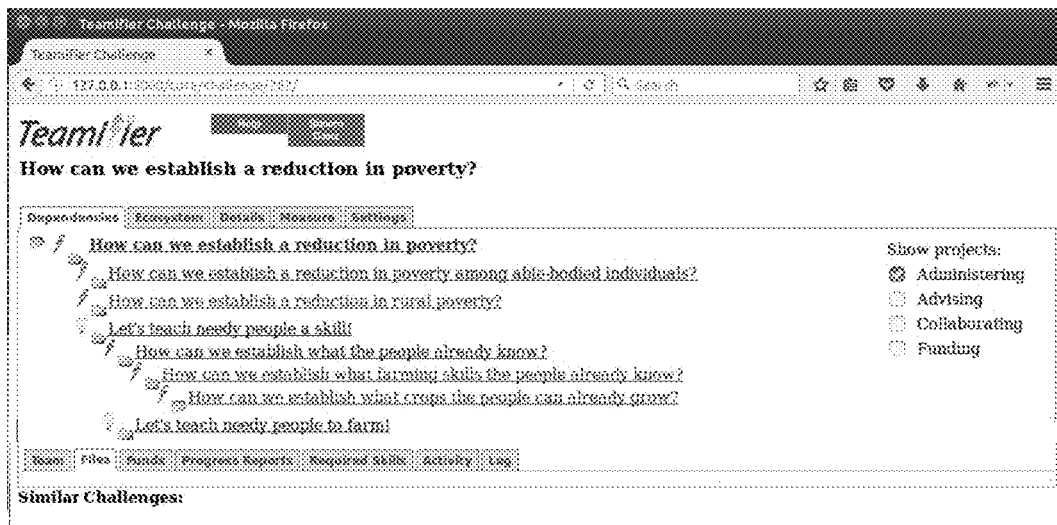 Teamifier Challenge - Mozilla Firefox
Teamifier Challenge
Search
Teamifier
How can we establish a reduction in poverty?
Dependencies Ecosystem Details Measure Settings
How can we establish a reduction in poverty?
How can we establish a reduction in poverty among able-bodied individuals?
How can we establish a reduction in rural poverty?
Let's teach needy people a skill!
How can we establish what the people already know?
How can we establish what farming skills the people already know?
How can we establish what crops the people can already grow?
Let's teach needy people to farm!
Show projects:
Administering
Advising
Collaborating
Funding
Team Files Funds Progress Reports Required Skills Activity Log
Similar Challenges: